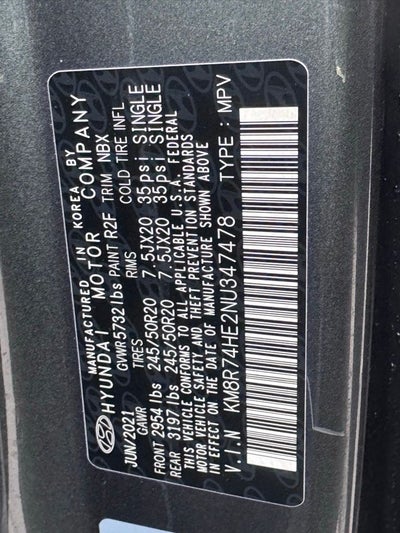 MANUFACTURED IN KOREA BY
HYUNDAI MOTOR COMPANY
JUN/2021 GVWR 5732 lbs PAINT R2F TRIM NBX
GAWR TIRES RIMS COLD TIRE INFL
FRONT 2954 lbs 245/50R20 7.5JX20 35psi SINGLE
REAR 3197 lbs 245/50R20 7.5JX20 35psi SINGLE
THIS VEHICLE CONFORMS TO ALL APPLICABLE U.S.A. FEDERAL
MOTOR VEHICLE SAFETY AND THEFT PREVENTION STANDARDS
IN EFFECT ON THE DATE OF MANUFACTURE SHOWN ABOVE
V.I.N KM8R74HE2NU347478 TYPE : MPV